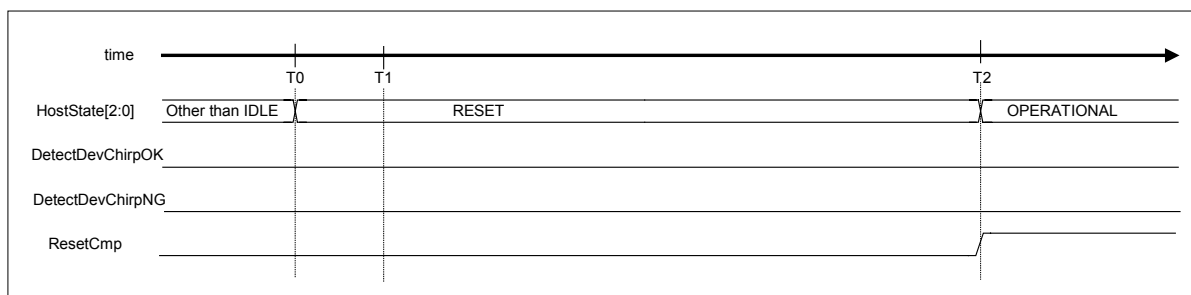 time
T0 T1 T2
HostState[2:0] Other than IDLE RESET OPERATIONAL
DetectDevChirpOK
DetectDevChirpNG
ResetCmp